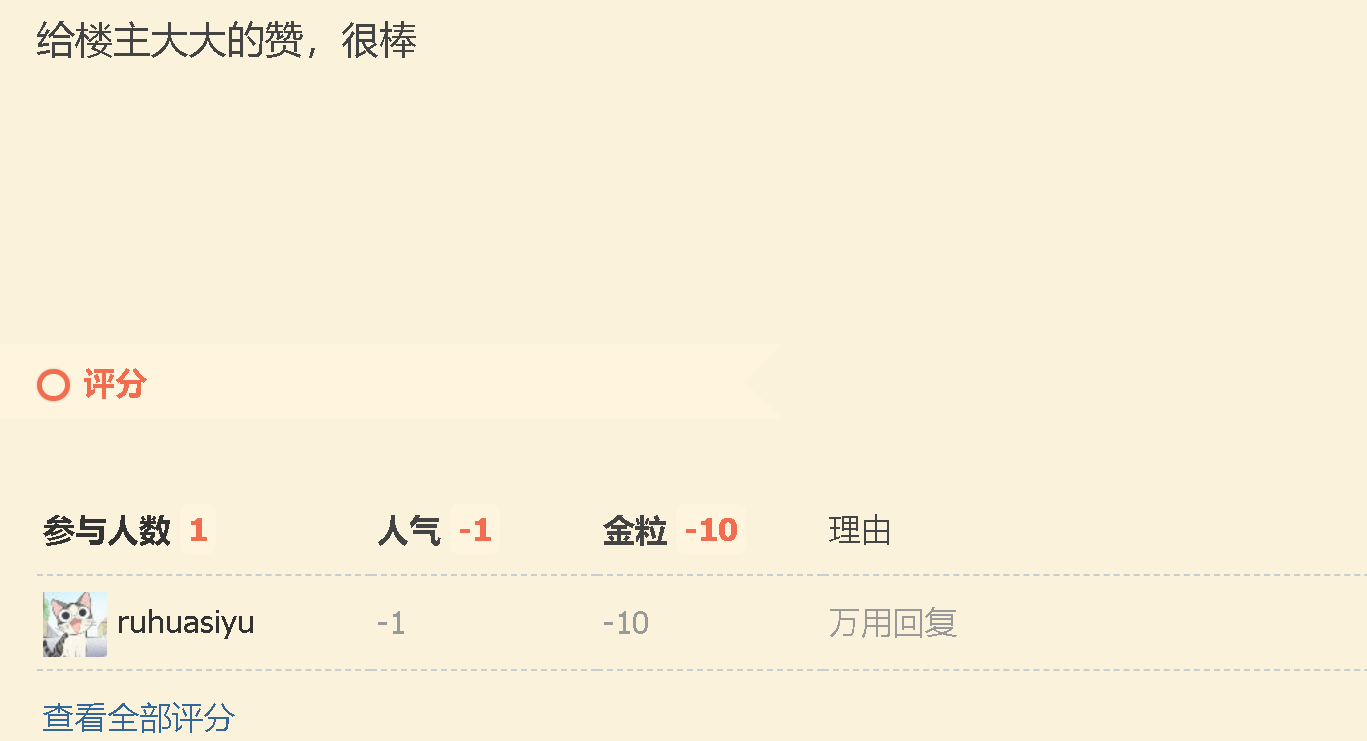 给楼主大大的赞，很棒
评分
参与人数 1 人气 -1 金粒 -10 理由
ruhuasiyu -1 -10 万用回复
查看全部评分